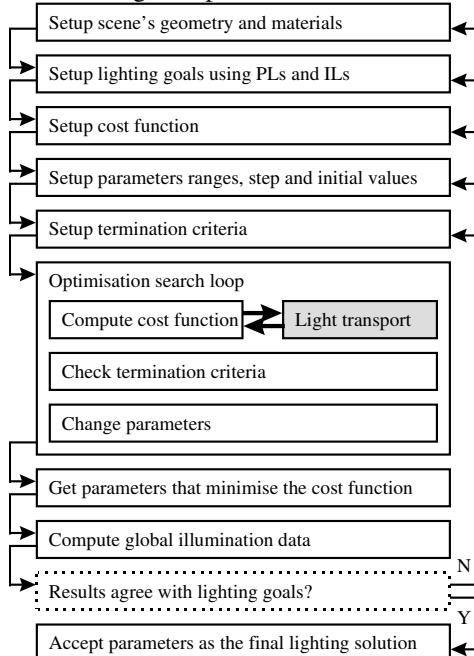 Setup scene's geometry and materials
Setup lighting goals using PLs and ILs
Setup cost function
Setup parameters ranges, step and initial values
Setup termination criteria
Optimisation search loop
Compute cost function
Light transport
Check termination criteria
Change parameters
Get parameters that minimise the cost function
Compute global illumination data
N
Results agree with lighting goals?
Y
Accept parameters as the final lighting solution